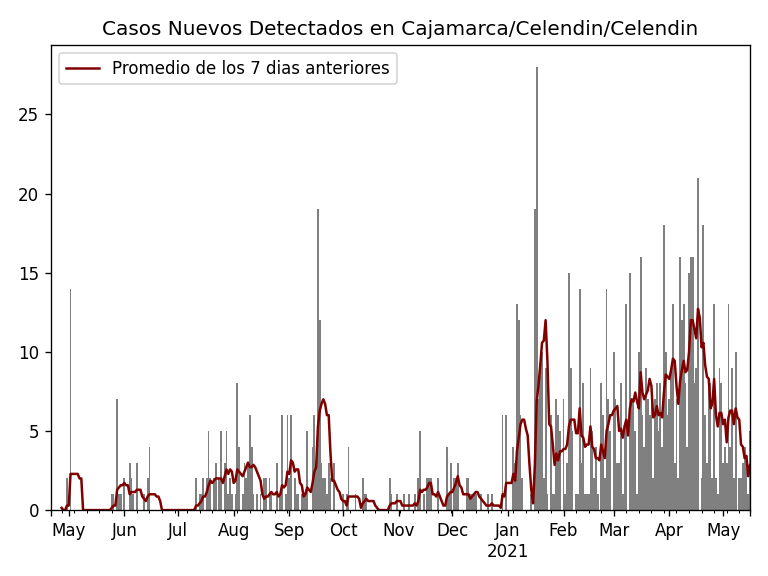 Casos Nuevos Detectados en Cajamarca/Celendin/Celendin
Promedio de los 7 dias anteriores
25
20
15
10
5
0
May Jun Jul Aug Sep Oct Nov Dec Jan Feb Mar Apr May
2021